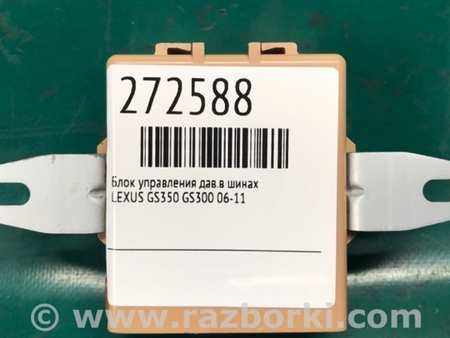 272588
Блок управления дав.в шинах
LEXUS GS350 GS300 06-11
© www.razborki.com